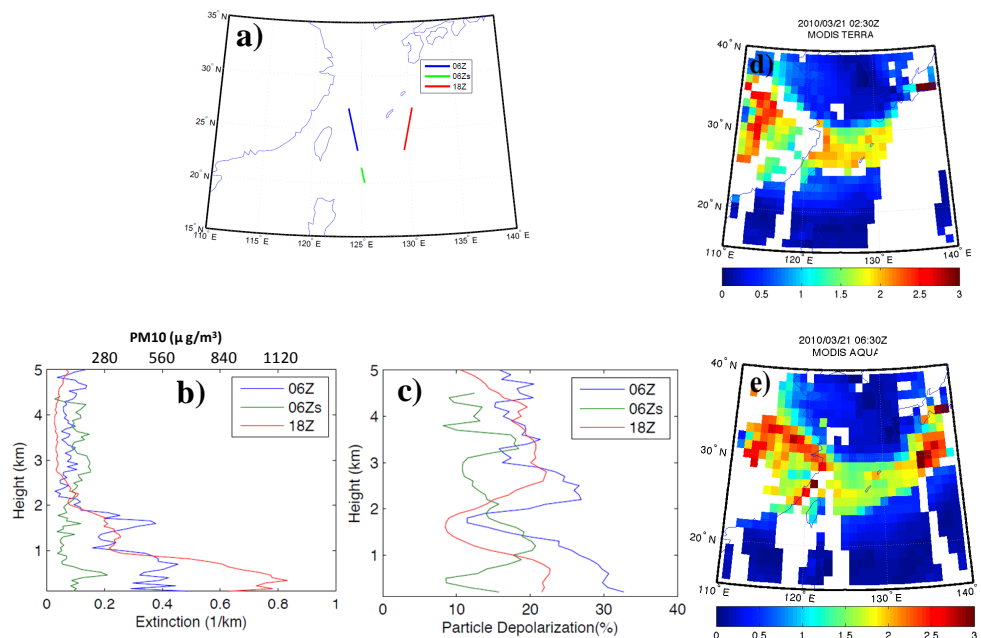 a)
35° N
30° N
25° N
20° N
15° N
110° E
120° E
125° E
130° E
140° E
06Z
06Zs
18Z
2010/03/21 02:30Z
MODIS TERRA
d)
40° N
30° N
20° N
110° E
120° E
130° E
140° E
0 0.5 1 1.5 2 2.5 3
PM10 (μ g/m³)
280 560 840 1120
b)
06Z
06Zs
18Z
5
4
3
2
1
Height (km)
0 0.2 0.4 0.6 0.8 1
Extinction (1/km)
c)
06Z
06Zs
18Z
5
4
3
2
1
Height (km)
0 10 20 30 40
Particle Depolarization(%)
2010/03/21 06:30Z
MODIS AQUA
e)
40° N
30° N
20° N
110° E
120° E
130° E
140° E
0 0.5 1 1.5 2 2.5 3